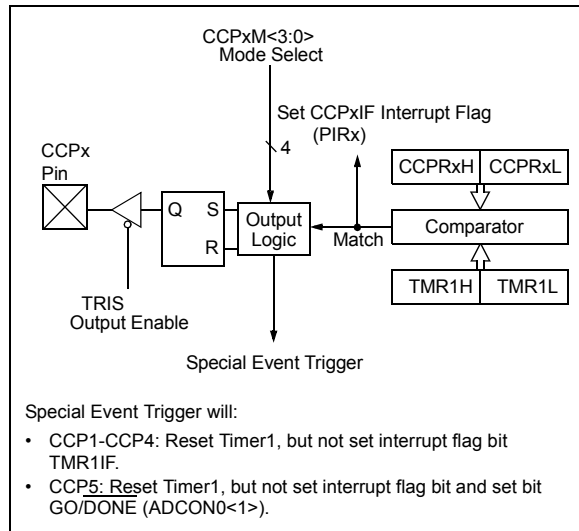 CCPxM<3:0>
Mode Select
Set CCPxIF Interrupt Flag
(PIRx)
4
CCPx
Pin
CCPRxH CCPRxL
Q S
R
Output
Logic
Match
Comparator
TMR1H TMR1L
TRIS
Output Enable
Special Event Trigger
Special Event Trigger will:
• CCP1-CCP4: Reset Timer1, but not set interrupt flag bit
TMR1IF.
• CCP5: Reset Timer1, but not set interrupt flag bit and set bit
GO/DONE (ADCON0<1>).